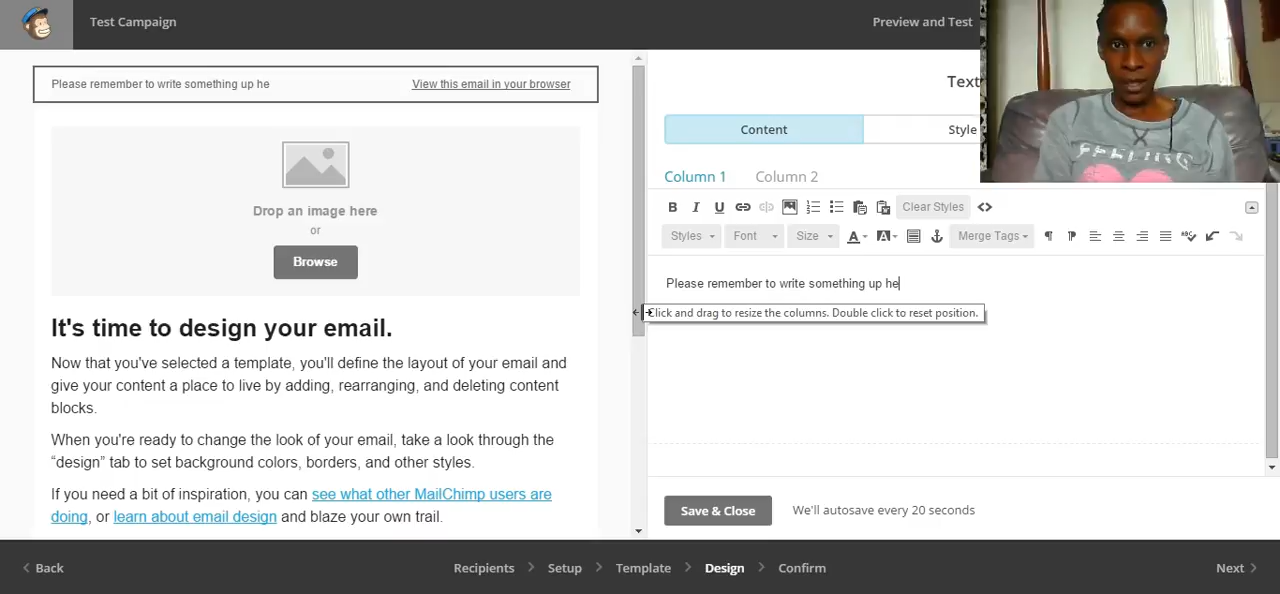 Test Campaign
Preview and Test
Please remember to write something up he
View this email in your browser
Drop an image here
or
Browse
It's time to design your email.
Now that you've selected a template, you'll define the layout of your email and
give your content a place to live by adding, rearranging, and deleting content
blocks.
When you're ready to change the look of your email, take a look through the
“design” tab to set background colors, borders, and other styles.
If you need a bit of inspiration, you can see what other MailChimp users are
doing, or learn about email design and blaze your own trail.
Text
Content
Style
Column 1
Column 2
B I U
Clear Styles
Styles
Font
Size
A
A
Merge Tags
ABC
Please remember to write something up he
Click and drag to resize the columns. Double click to reset position.
Save & Close
We'll autosave every 20 seconds
FEELING
Back
Recipients
Setup
Template
Design
Confirm
Next